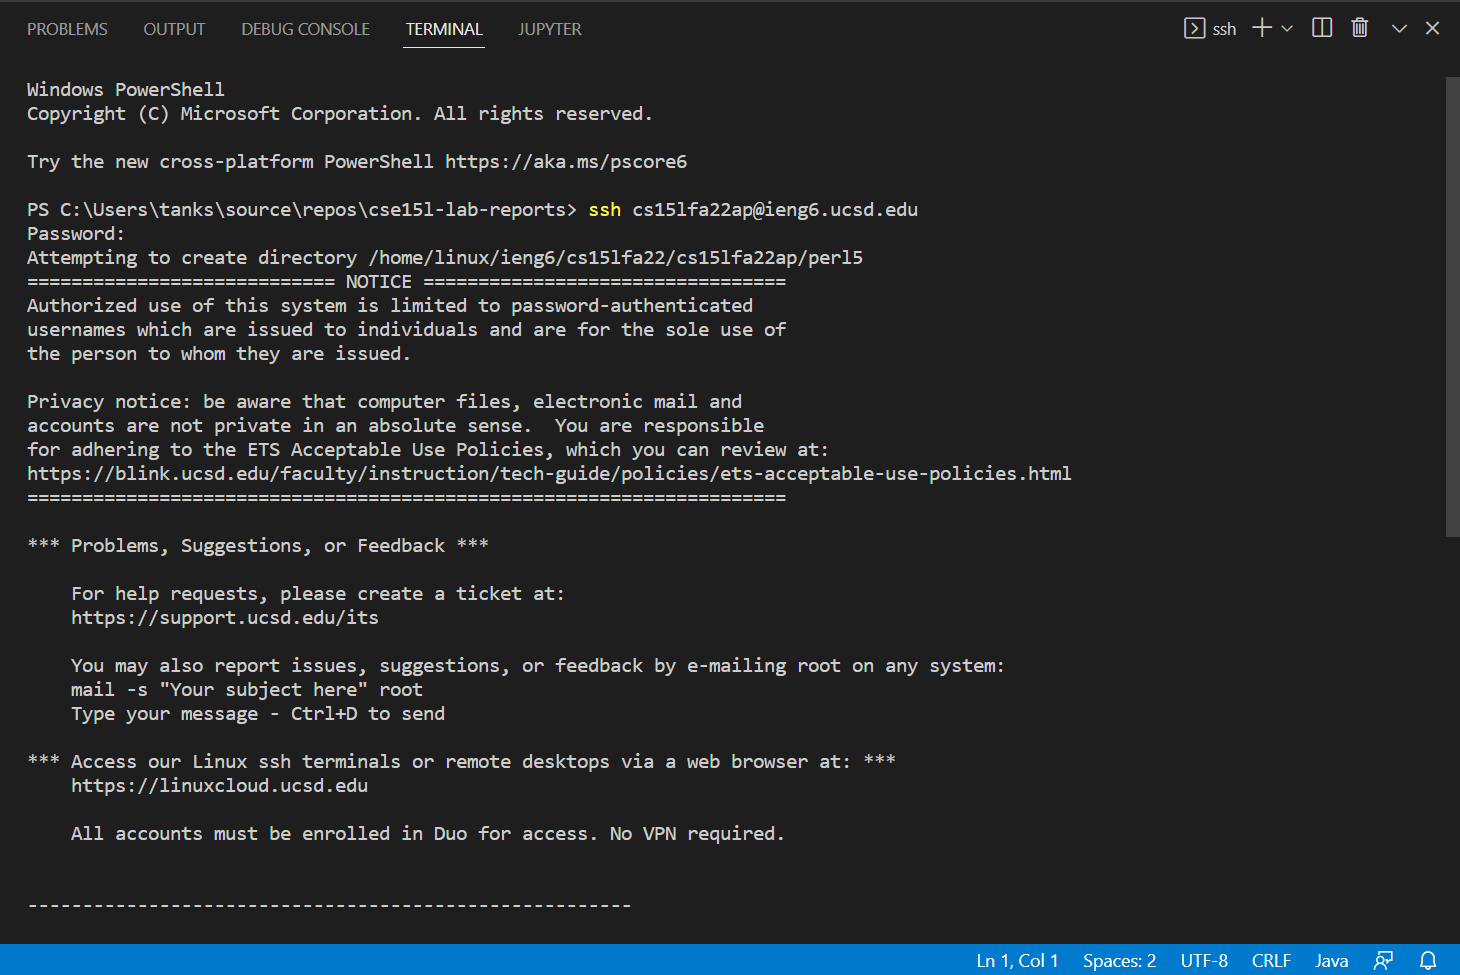 PROBLEMS OUTPUT DEBUG CONSOLE TERMINAL JUPYTER ssh
Windows PowerShell
Copyright (C) Microsoft Corporation. All rights reserved.
Try the new cross-platform PowerShell https://aka.ms/pscore6
PS C:\Users\tanks\source\repos\cse15l-lab-reports> ssh cs15lfa22ap@ieng6.ucsd.edu
Password:
Attempting to create directory /home/linux/ieng6/cs15lfa22/cs15lfa22ap/perl5
============================ NOTICE =================================
Authorized use of this system is limited to password-authenticated
usernames which are issued to individuals and are for the sole use of
the person to whom they are issued.
Privacy notice: be aware that computer files, electronic mail and
accounts are not private in an absolute sense.  You are responsible
for adhering to the ETS Acceptable Use Policies, which you can review at:
https://blink.ucsd.edu/faculty/instruction/tech-guide/policies/ets-acceptable-use-policies.html
=====================================================================
*** Problems, Suggestions, or Feedback ***
For help requests, please create a ticket at:
https://support.ucsd.edu/its
You may also report issues, suggestions, or feedback by e-mailing root on any system:
mail -s "Your subject here" root
Type your message - Ctrl+D to send
*** Access our Linux ssh terminals or remote desktops via a web browser at: ***
https://linuxcloud.ucsd.edu
All accounts must be enrolled in Duo for access. No VPN required.
-------------------------------------------------------
Ln 1, Col 1 Spaces: 2 UTF-8 CRLF Java